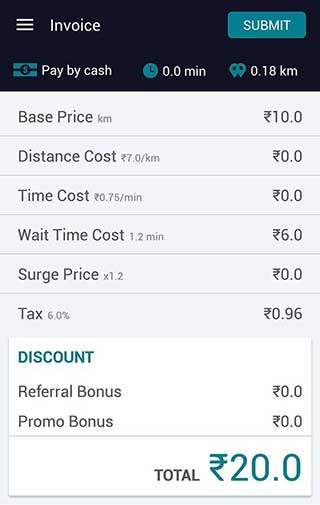 Invoice
SUBMIT
Pay by cash
0.0 min
0.18 km
Base Price km ₹10.0
Distance Cost ₹7.0/km ₹0.0
Time Cost ₹0.75/min ₹0.0
Wait Time Cost 1.2 min ₹6.0
Surge Price x1.2 ₹0.0
Tax 6.0% ₹0.96
DISCOUNT
Referral Bonus ₹0.0
Promo Bonus ₹0.0
TOTAL ₹20.0